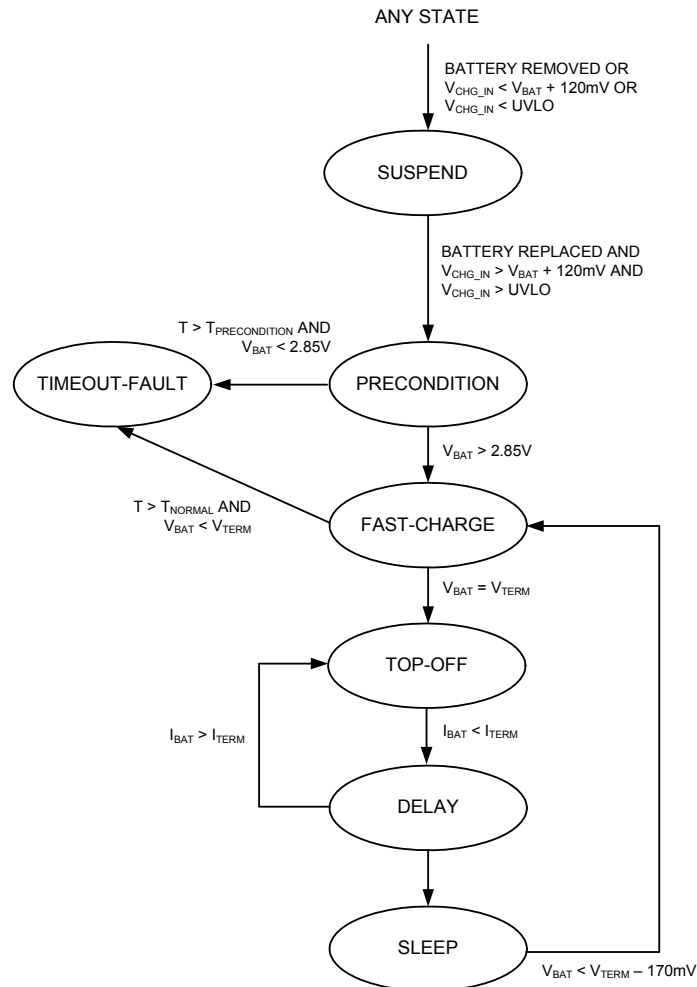 ANY STATE
BATTERY REMOVED OR
VCHG_IN < VBAT + 120mV OR
VCHG_IN < UVLO
SUSPEND
BATTERY REPLACED AND
VCHG_IN > VBAT + 120mV AND
VCHG_IN > UVLO
T > TPRECONDITION AND
VBAT < 2.85V
TIMEOUT-FAULT
PRECONDITION
VBAT > 2.85V
T > TNORMAL AND
VBAT < VTERM
FAST-CHARGE
VBAT = VTERM
TOP-OFF
IBAT > ITERM
IBAT < ITERM
DELAY
SLEEP
VBAT < VTERM – 170mV